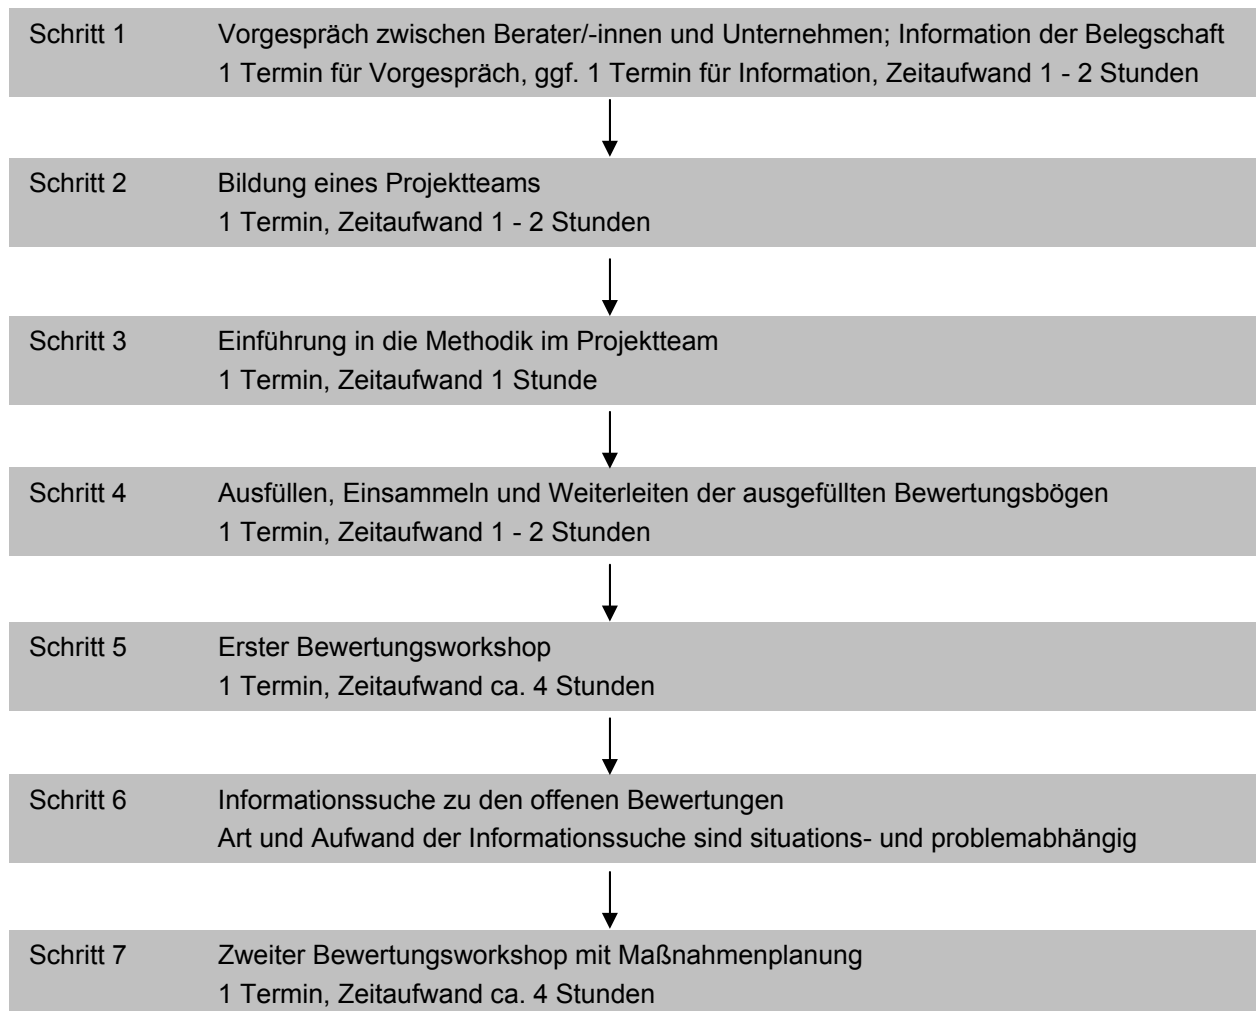 Schritt 1 Vorgespräch zwischen Berater/-innen und Unternehmen; Information der Belegschaft
1 Termin für Vorgespräch, ggf. 1 Termin für Information, Zeitaufwand 1 - 2 Stunden
Schritt 2 Bildung eines Projektteams
1 Termin, Zeitaufwand 1 - 2 Stunden
Schritt 3 Einführung in die Methodik im Projektteam
1 Termin, Zeitaufwand 1 Stunde
Schritt 4 Ausfüllen, Einsammeln und Weiterleiten der ausgefüllten Bewertungsbögen
1 Termin, Zeitaufwand 1 - 2 Stunden
Schritt 5 Erster Bewertungsworkshop
1 Termin, Zeitaufwand ca. 4 Stunden
Schritt 6 Informationssuche zu den offenen Bewertungen
Art und Aufwand der Informationssuche sind situations- und problemabhängig
Schritt 7 Zweiter Bewertungsworkshop mit Maßnahmenplanung
1 Termin, Zeitaufwand ca. 4 Stunden